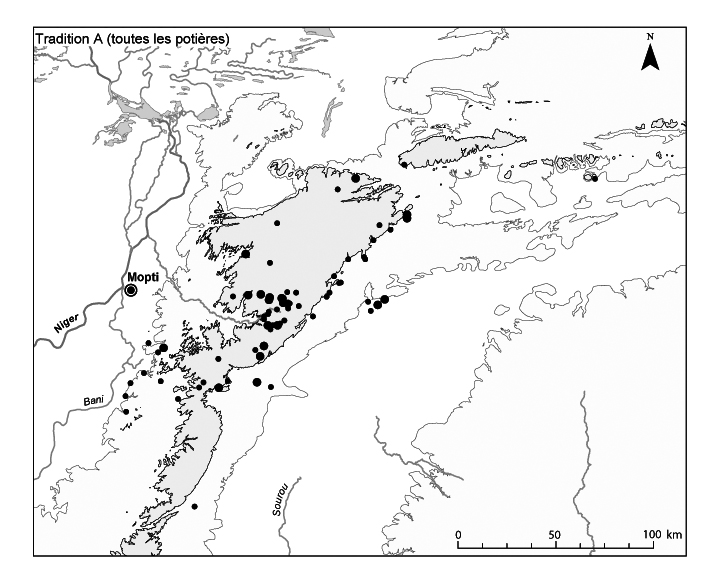 Tradition A (toutes les potières)
N
Mopti
Niger
Bani
Sourou
0 50 100 km